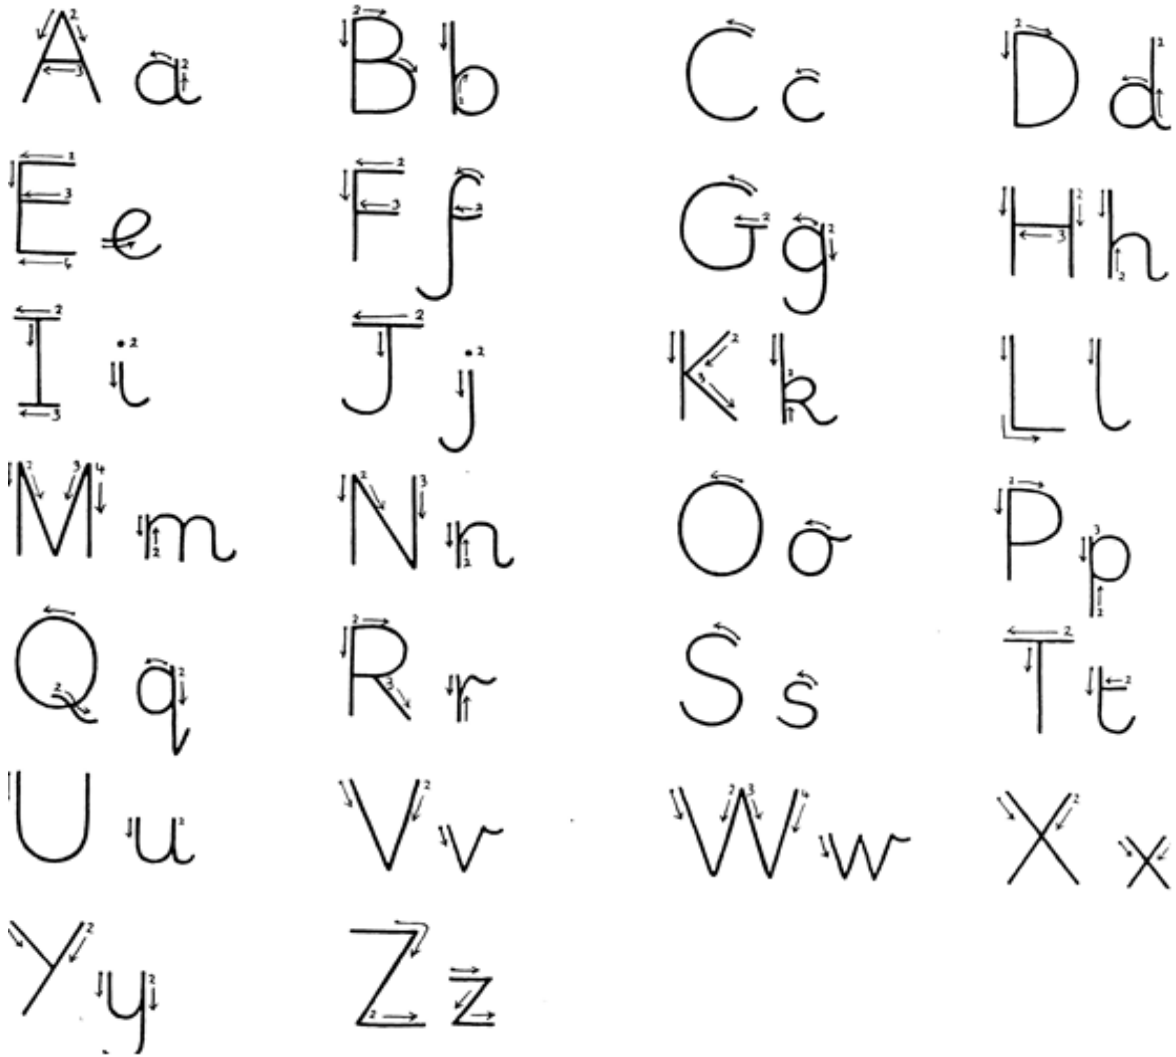 A a B b C c D d
E e F f G g H h
I i J j K k L l
M m N n O o P p
Q q R r S s T t
U u V v W w X x
Y y Z z